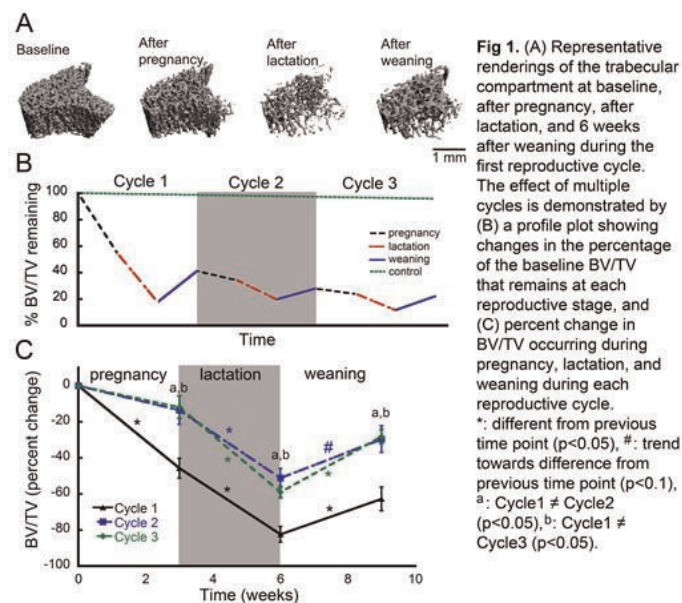 A
Baseline
After
pregnancy
After
lactation
After
weaning
1 mm
B
Cycle 1
Cycle 2
Cycle 3
100
80
60
40
20
0
% BV/TV remaining
pregnancy
lactation
weaning
control
Time
C
pregnancy
lactation
weaning
0
-20
-40
-60
-80
-100
BV/TV (percent change)
a,b
a,b
a,b
*
*
*
*
*
#
*
Cycle 1
Cycle 2
Cycle 3
0
2
4
6
8
10
Time (weeks)
Fig 1. (A) Representative
renderings of the trabecular
compartment at baseline,
after pregnancy, after
lactation, and 6 weeks
after weaning during the
first reproductive cycle.
The effect of multiple
cycles is demonstrated by
(B) a profile plot showing
changes in the percentage
of the baseline BV/TV
that remains at each
reproductive stage, and
(C) percent change in
BV/TV occurring during
pregnancy, lactation, and
weaning during each
reproductive cycle.
*: different from previous
time point (p<0.05), #: trend
towards difference from
previous time point (p<0.1),
a: Cycle1 ≠ Cycle2
(p<0.05),b: Cycle1 ≠
Cycle3 (p<0.05).